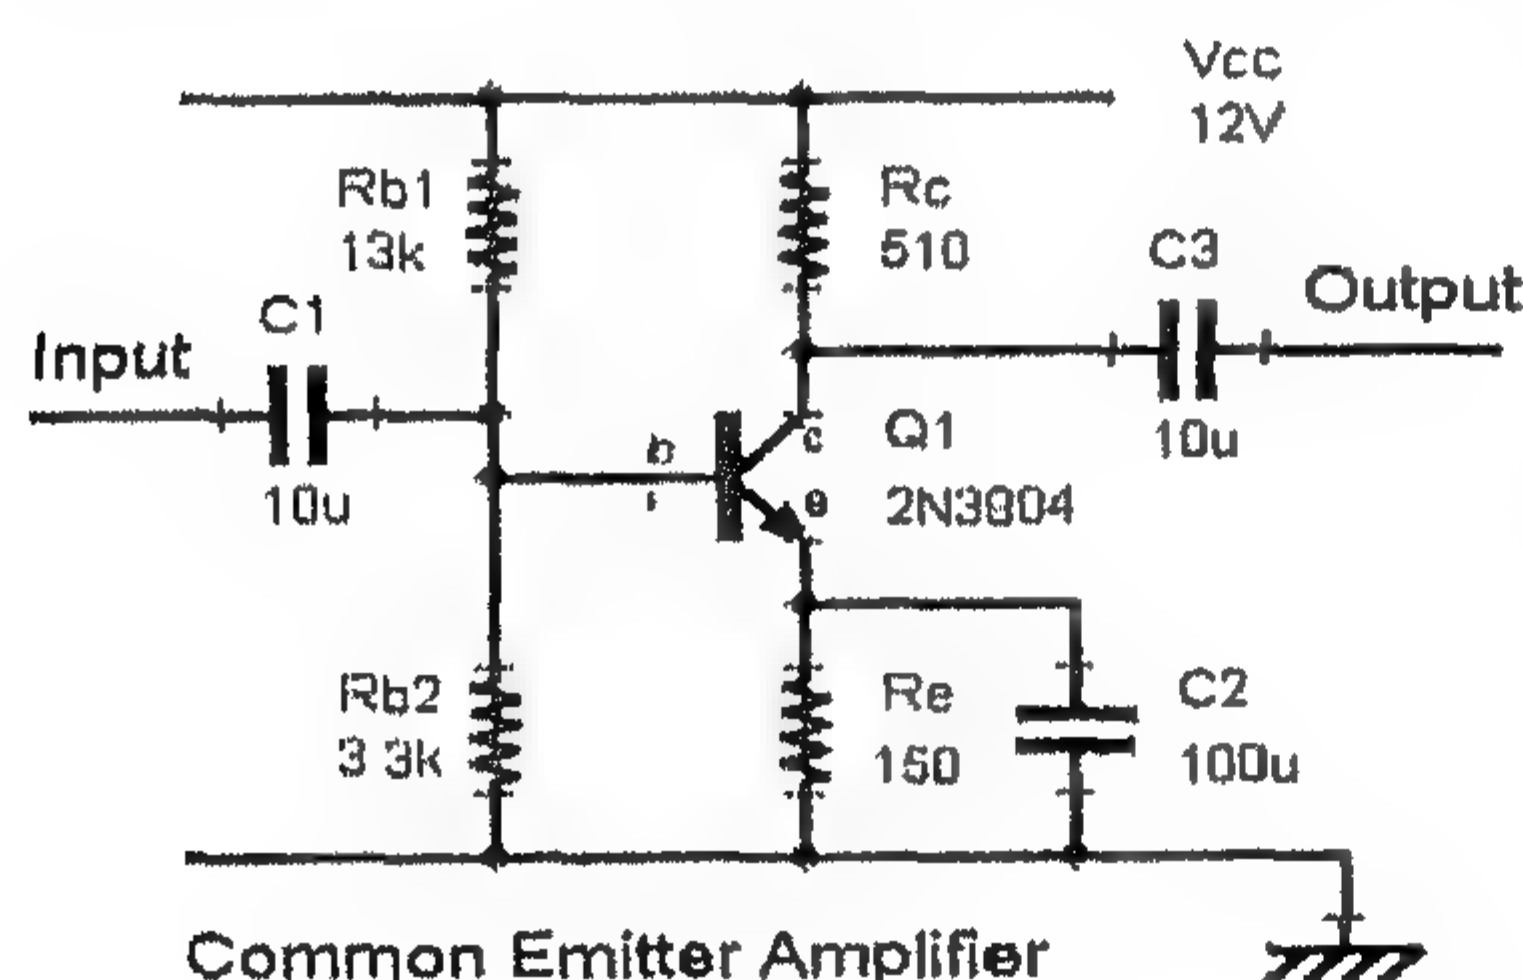 Vcc
12V
Rb1
13k
Rc
510
C3
Output
C1
Input
10u
b
c
Q1
10u
e
2N3904
Rb2
3 3k
Re
150
C2
100u
Common Emitter Amplifier